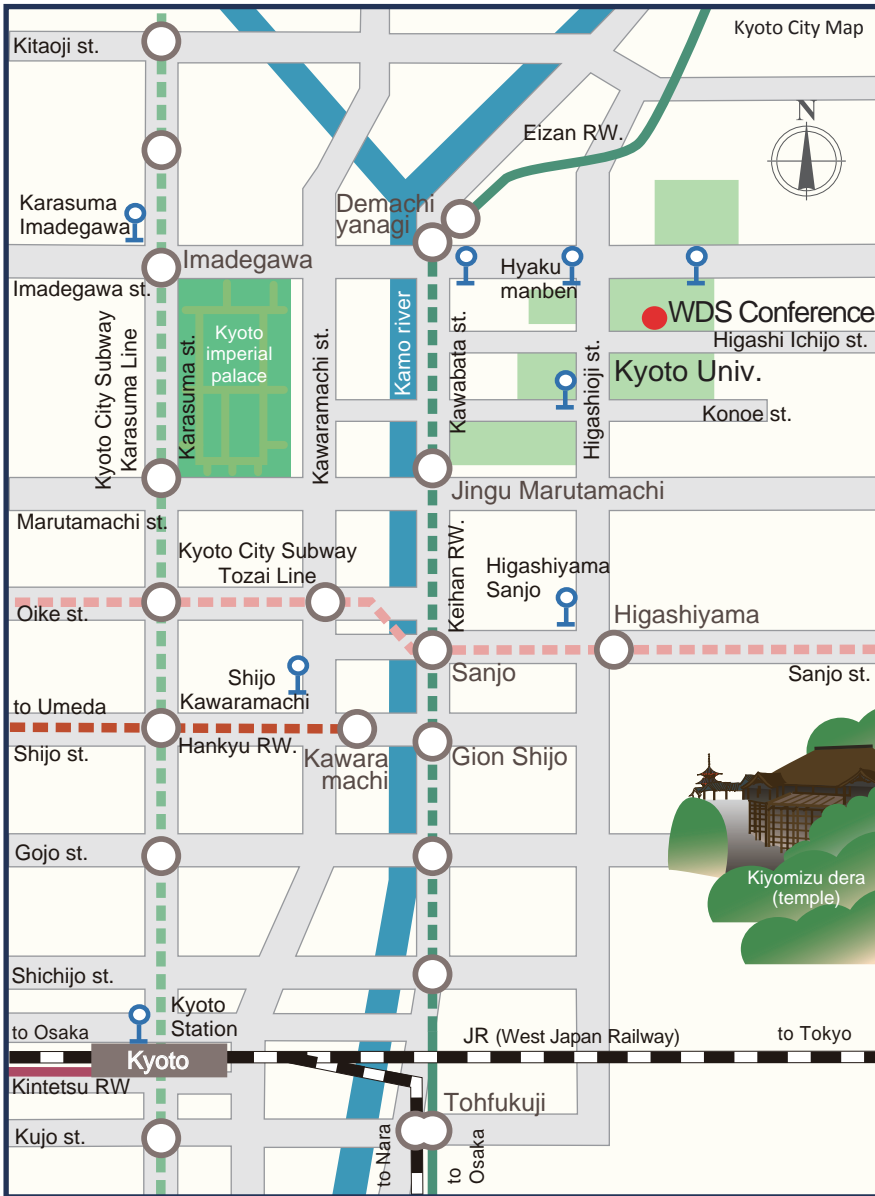 Kyoto City Map
N
Kitaoji st.
Eizan RW.
Karasuma
Imadegawa
Demachi
yanagi
Imadegawa
Imadegawa st.
Hyaku
manben
WDS Conference
Higashi Ichijo st.
Kyoto Univ.
Konoe st.
Kyoto
imperial
palace
Kyoto City Subway
Karasuma Line
Karasuma st.
Kawaramachi st.
Kamo river
Kawabata st.
Higashioji st.
Jingu Marutamachi
Marutamachi st.
Kyoto City Subway
Tozai Line
Keihan RW.
Higashiyama
Sanjo
Higashiyama
Oike st.
Sanjo
Sanjo st.
Shijo
Kawaramachi
to Umeda
Shijo st.
Hankyu RW.
Kawara
machi
Gion Shijo
Gojo st.
Kiyomizu dera
(temple)
Shichijo st.
Kyoto
Station
to Osaka
Kyoto
JR (West Japan Railway)
to Tokyo
Kintetsu RW
Tohfukuji
Kujo st.
to Nara
to
Osaka